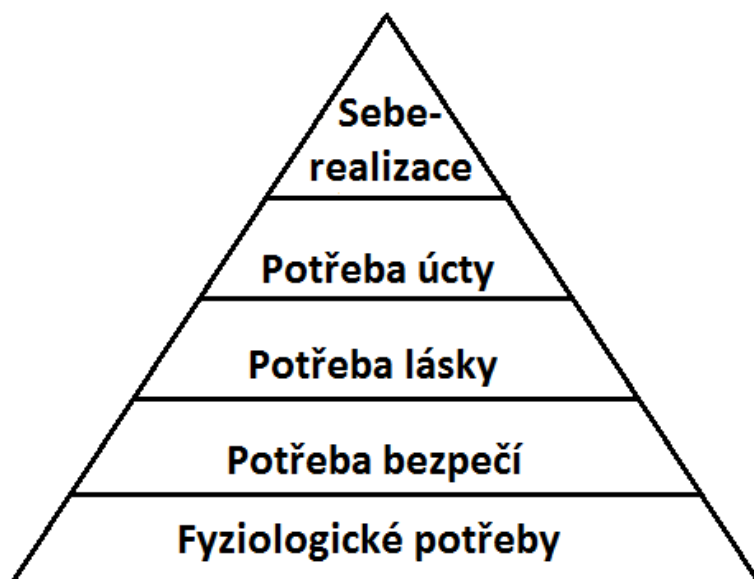 Sebe-
realizace
Potřeba úcty
Potřeba lásky
Potřeba bezpečí
Fyziologické potřeby